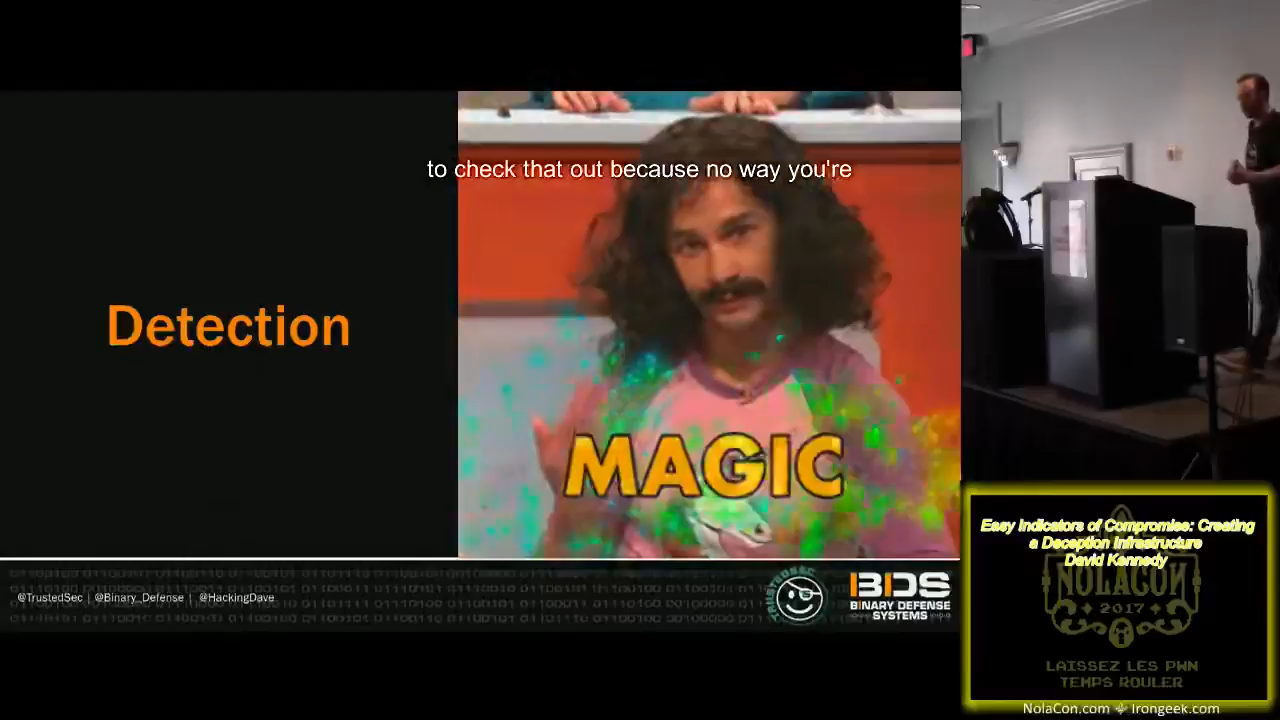 to check that out because no way you're
Detection
MAGIC
@TrustedSec | @Binary_Defense | @HackingDave
TRUSTEDSEC
BDS
BINARY DEFENSE
SYSTEMS
Easy Indicators of Compromise: Creating
a Deception Infrastructure
David Kennedy
NOLACON
2017
LAISSEZ LES PWN
TEMPS ROULER
NolaCon.com Irongeek.com